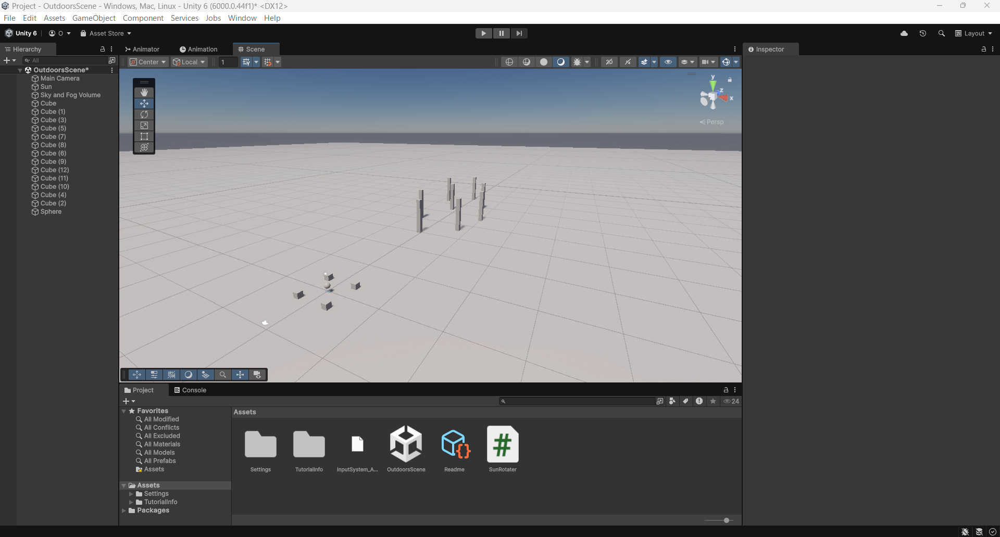 Project - OutdoorsScene - Windows, Mac, Linux - Unity 6 (6000.0.44f1)* <DX12>
File Edit Assets GameObject Component Services Jobs Window Help
Unity 6 O Asset Store Layout
Hierarchy Animator Animation Scene Inspector
All Center Local 1 2D
OutdoorsScene*
Main Camera
Sun
Sky and Fog Volume
Cube
Cube (1)
Cube (3)
Cube (5)
Cube (7)
Cube (8)
Cube (6)
Cube (9)
Cube (12)
Cube (11)
Cube (10)
Cube (4)
Cube (2)
Sphere
y
z
x
Persp
Project Console
24
Favorites
All Modified
All Conflicts
All Excluded
All Materials
All Models
All Prefabs
Assets
Assets
Settings
TutorialInfo
Packages
Assets
Settings TutorialInfo InputSystem_A... OutdoorsScene Readme SunRotater